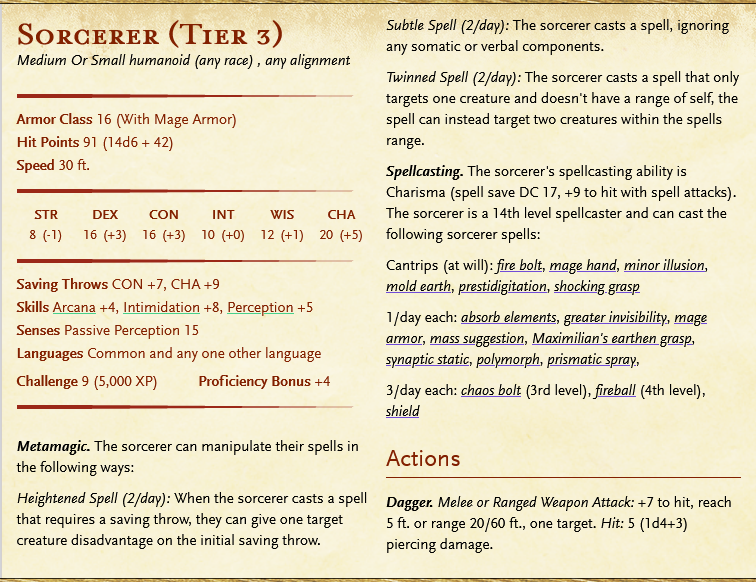 Sorcerer (Tier 3)
Medium Or Small humanoid (any race) , any alignment
Armor Class 16 (With Mage Armor)
Hit Points 91 (14d6 + 42)
Speed 30 ft.
STR DEX CON INT WIS CHA
8 (-1) 16 (+3) 16 (+3) 10 (+0) 12 (+1) 20 (+5)
Saving Throws CON +7, CHA +9
Skills Arcana +4, Intimidation +8, Perception +5
Senses Passive Perception 15
Languages Common and any one other language
Challenge 9 (5,000 XP) Proficiency Bonus +4
Metamagic. The sorcerer can manipulate their spells in
the following ways:
Heightened Spell (2/day): When the sorcerer casts a spell
that requires a saving throw, they can give one target
creature disadvantage on the initial saving throw.
Subtle Spell (2/day): The sorcerer casts a spell, ignoring
any somatic or verbal components.
Twinned Spell (2/day): The sorcerer casts a spell that only
targets one creature and doesn't have a range of self, the
spell can instead target two creatures within the spells
range.
Spellcasting. The sorcerer's spellcasting ability is
Charisma (spell save DC 17, +9 to hit with spell attacks).
The sorcerer is a 14th level spellcaster and can cast the
following sorcerer spells:
Cantrips (at will): fire bolt, mage hand, minor illusion,
mold earth, prestidigitation, shocking grasp
1/day each: absorb elements, greater invisibility, mage
armor, mass suggestion, Maximilian's earthen grasp,
synaptic static, polymorph, prismatic spray,
3/day each: chaos bolt (3rd level), fireball (4th level),
shield
Actions
Dagger. Melee or Ranged Weapon Attack: +7 to hit, reach
5 ft. or range 20/60 ft., one target. Hit: 5 (1d4+3)
piercing damage.